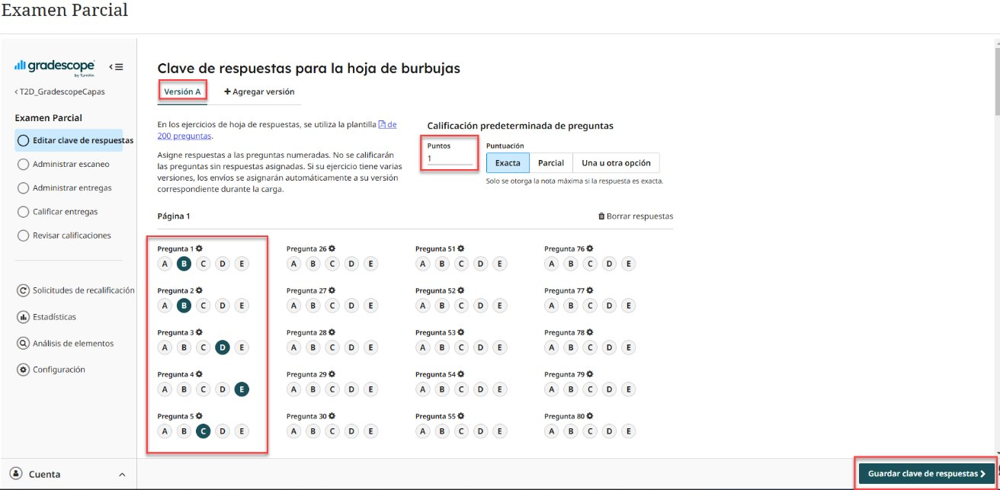 Examen Parcial
gradescope
by Turnitin
< T2D_GradescopeCapas
Examen Parcial
Editar clave de respuestas
Administrar escaneo
Administrar entregas
Calificar entregas
Revisar calificaciones
Solicitudes de recalificación
Estadísticas
Análisis de elementos
Configuración
Cuenta
Clave de respuestas para la hoja de burbujas
Versión A
+ Agregar versión
En los ejercicios de hoja de respuestas, se utiliza la plantilla de
200 preguntas.
Asigne respuestas a las preguntas numeradas. No se calificarán
las preguntas sin respuestas asignadas. Si su ejercicio tiene varias
versiones, los envíos se asignarán automáticamente a su versión
correspondiente durante la carga.
Calificación predeterminada de preguntas
Puntos
1
Puntuación
Exacta Parcial Una u otra opción
Solo se otorga la nota máxima si la respuesta es exacta.
Página 1
Borrar respuestas
Pregunta 1 Pregunta 26 Pregunta 51 Pregunta 76
A B C D E A B C D E A B C D E A B C D E
Pregunta 2 Pregunta 27 Pregunta 52 Pregunta 77
A B C D E A B C D E A B C D E A B C D E
Pregunta 3 Pregunta 28 Pregunta 53 Pregunta 78
A B C D E A B C D E A B C D E A B C D E
Pregunta 4 Pregunta 29 Pregunta 54 Pregunta 79
A B C D E A B C D E A B C D E A B C D E
Pregunta 5 Pregunta 30 Pregunta 55 Pregunta 80
A B C D E A B C D E A B C D E A B C D E
Guardar clave de respuestas